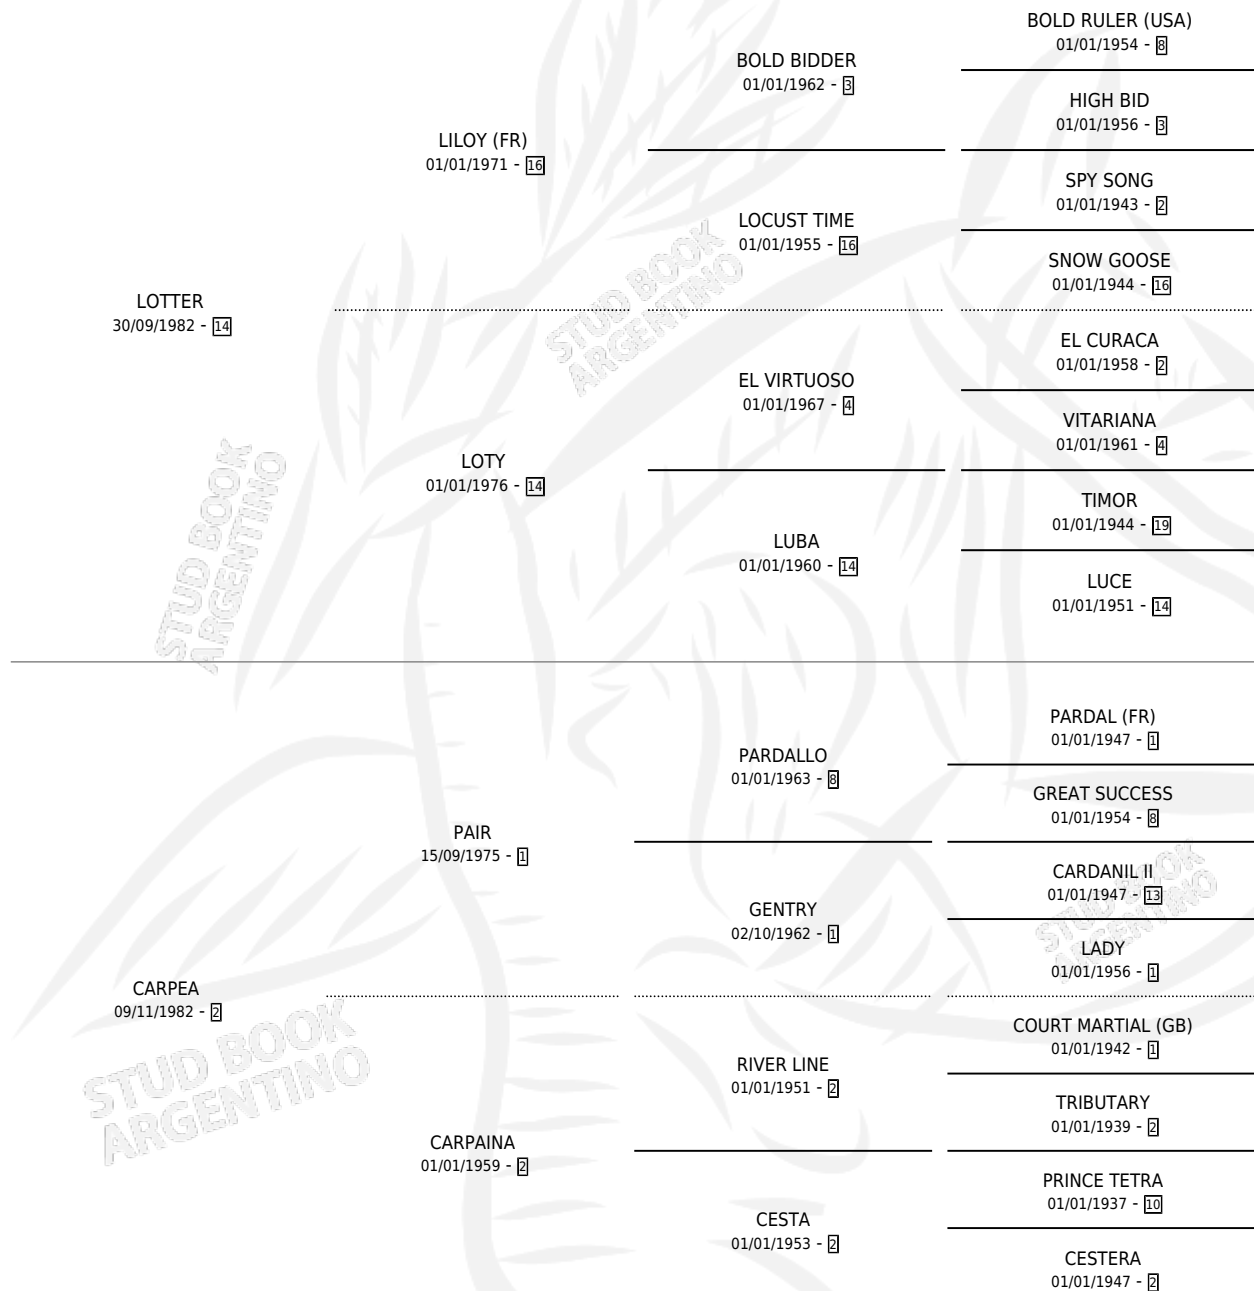 BOLD RULER (USA)
01/01/1954 - 8
BOLD BIDDER
01/01/1962 - 3
HIGH BID
01/01/1956 - 3
LILOY (FR)
01/01/1971 - 16
SPY SONG
01/01/1943 - 2
LOCUST TIME
01/01/1955 - 16
SNOW GOOSE
01/01/1944 - 16
LOTTER
30/09/1982 - 14
EL CURACA
01/01/1958 - 2
EL VIRTUOSO
01/01/1967 - 4
VITARIANA
01/01/1961 - 4
LOTY
01/01/1976 - 14
TIMOR
01/01/1944 - 19
LUBA
01/01/1960 - 14
LUCE
01/01/1951 - 14
STUD BOOK
ARGENTINO
STUD BOOK
ARGENTINO
PARDAL (FR)
01/01/1947 - 1
PARDALLO
01/01/1963 - 8
GREAT SUCCESS
01/01/1954 - 8
PAIR
15/09/1975 - 1
CARDANIL II
01/01/1947 - 13
GENTRY
02/10/1962 - 1
LADY
01/01/1956 - 1
STUD BOOK
ARGENTINO
CARPEA
09/11/1982 - 2
COURT MARTIAL (GB)
01/01/1942 - 1
RIVER LINE
01/01/1951 - 2
TRIBUTARY
01/01/1939 - 2
CARPAINA
01/01/1959 - 2
PRINCE TETRA
01/01/1937 - 10
CESTA
01/01/1953 - 2
CESTERA
01/01/1947 - 2
STUD BOOK
ARGENTINO